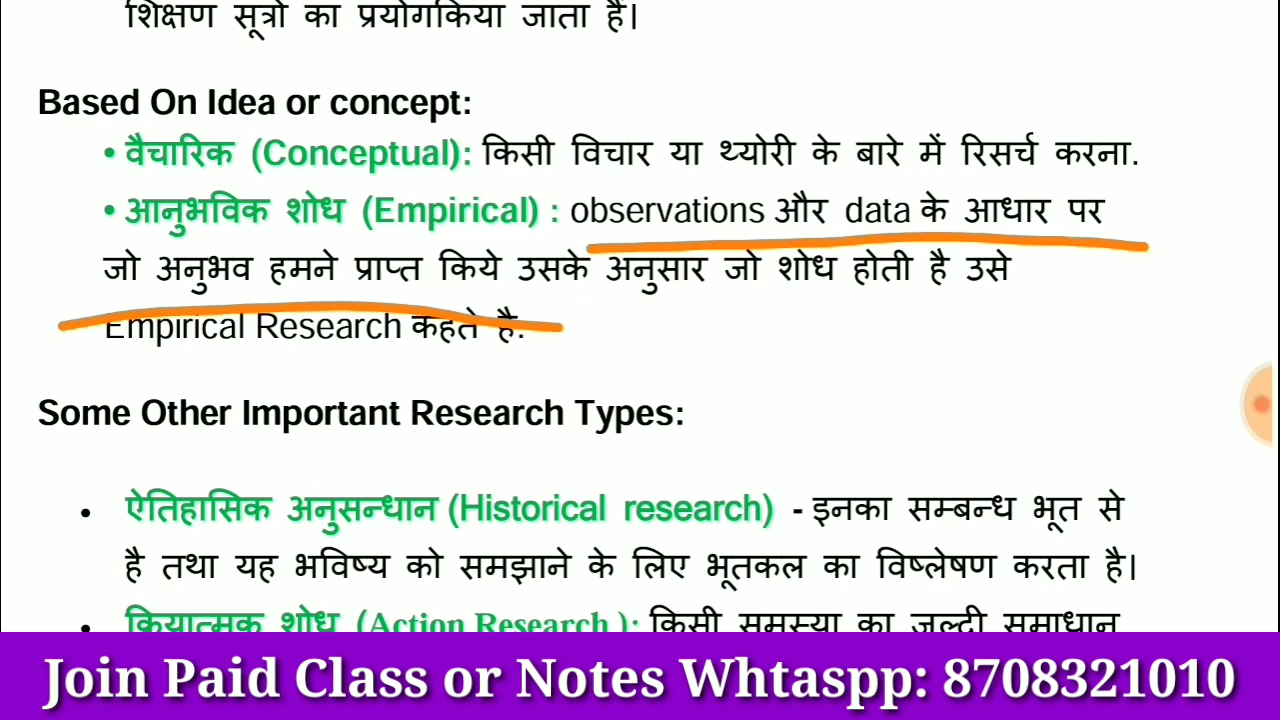 शिक्षण सूत्रों का प्रयोगकिया जाता हैं।
Based On Idea or concept:
• वैचारिक (Conceptual): किसी विचार या थ्योरी के बारे में रिसर्च करना.
• आनुभविक शोध (Empirical) : observations और data के आधार पर
जो अनुभव हमने प्राप्त किये उसके अनुसार जो शोध होती है उसे
Empirical Research कहते है.
Some Other Important Research Types:
• ऐतिहासिक अनुसन्धान (Historical research) - इनका सम्बन्ध भूत से
है तथा यह भविष्य को समझाने के लिए भूतकल का विष्लेषण करता है।
• क्रियात्मक शोध (Action Research ): किसी समस्या का जल्दी समाधान
Join Paid Class or Notes Whtaspp: 8708321010